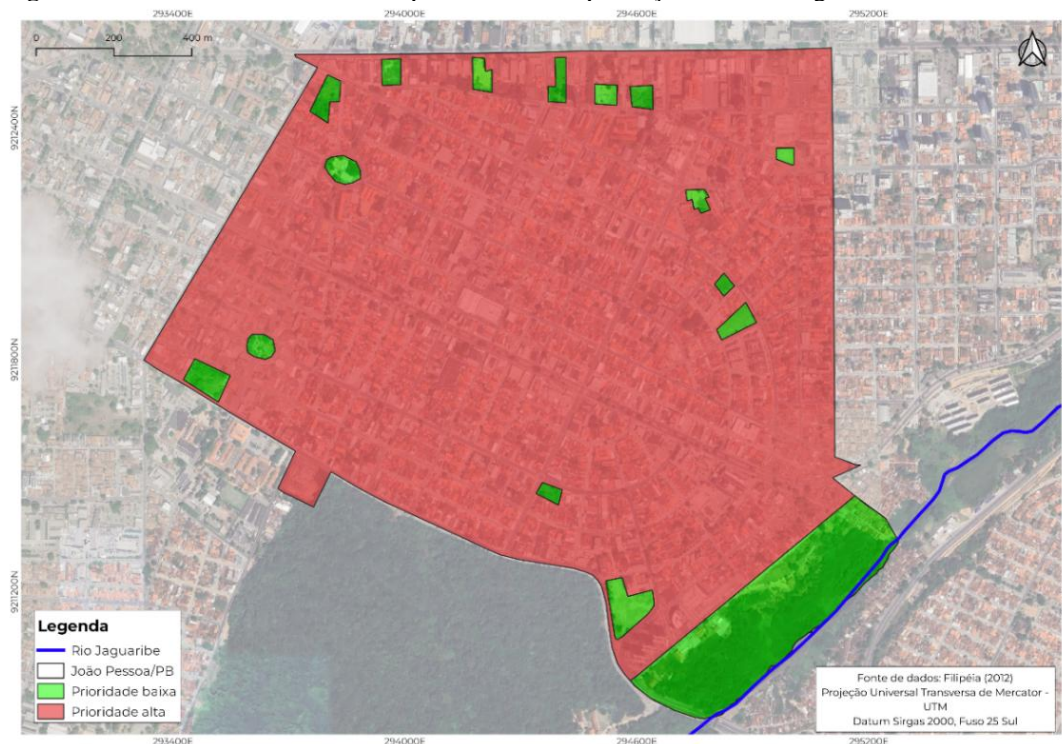 293400E 294000E 294600E 295200E
0 200 400 m
9212400N
9211800N
9211200N
Legenda
Rio Jaguaribe
João Pessoa/PB
Prioridade baixa
Prioridade alta
Fonte de dados: Filipéia (2012)
Projeção Universal Transversa de Mercator -
UTM
Datum Sirgas 2000, Fuso 25 Sul
293400E 294000E 294600E 295200E